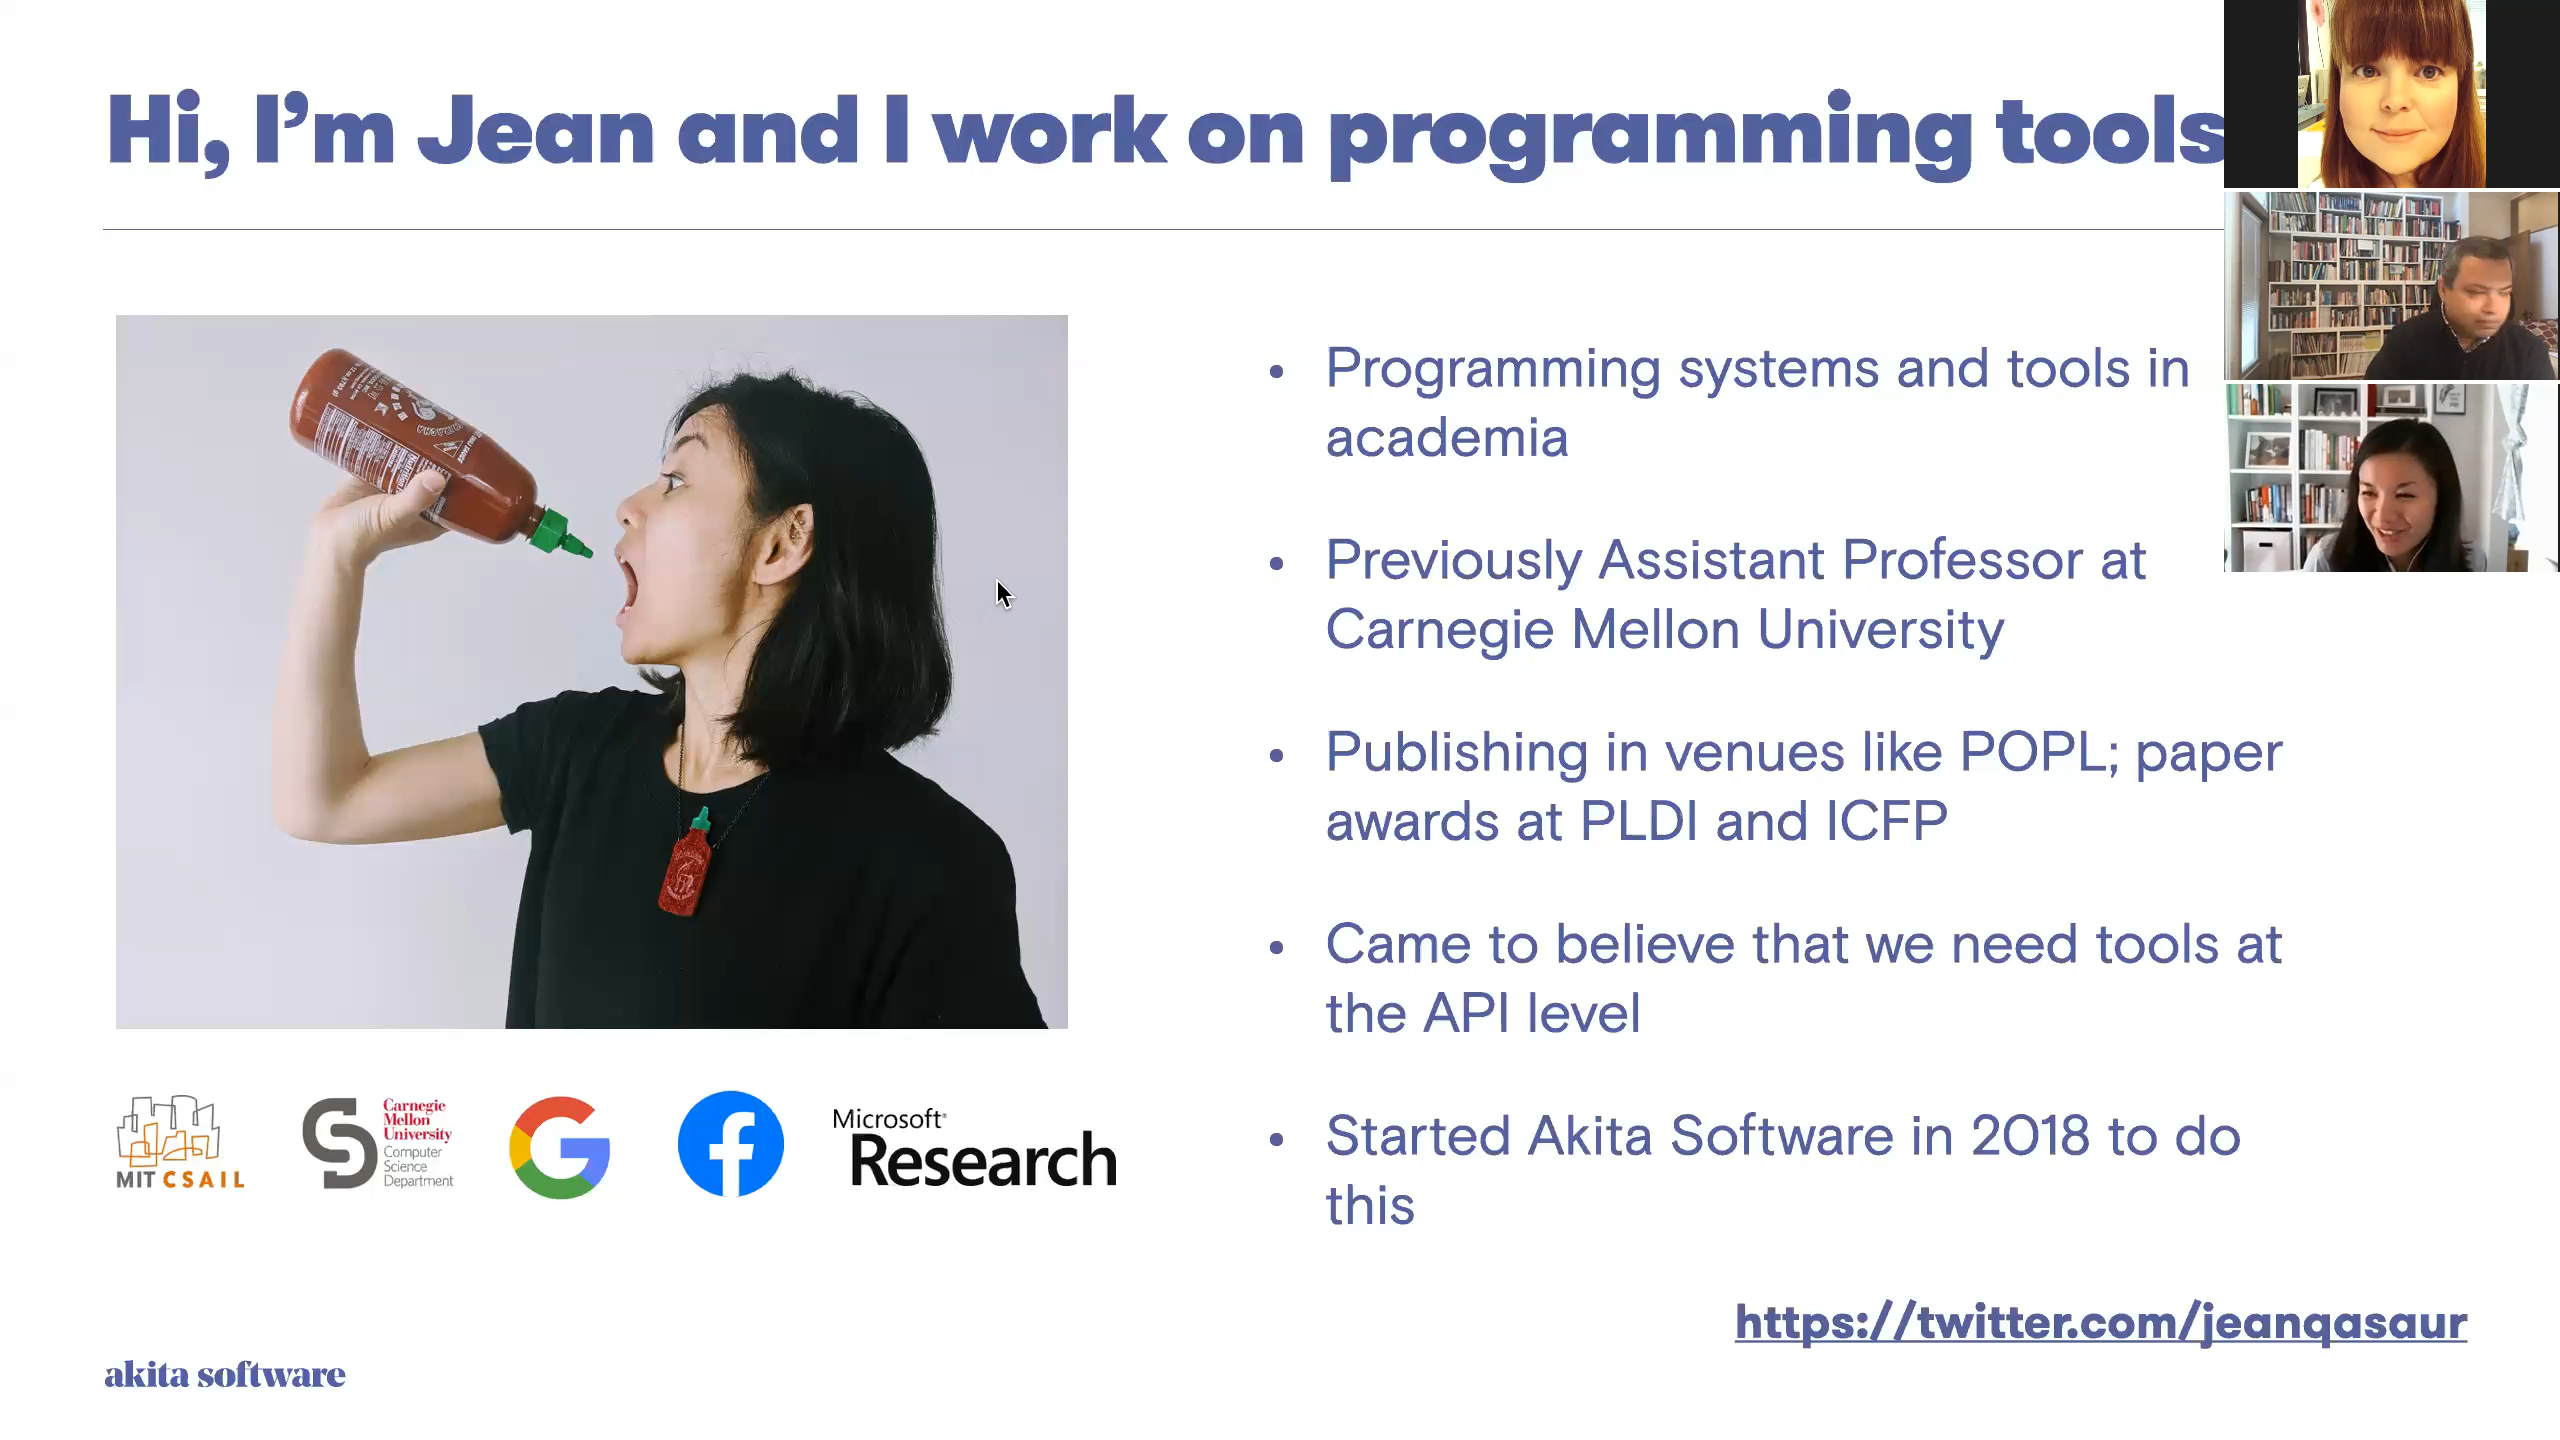 Hi, I'm Jean and I work on programming tools
Programming systems and tools in
academia
Previously Assistant Professor at
Carnegie Mellon University
Publishing in venues like POPL; paper
awards at PLDI and ICFP
Came to believe that we need tools at
the API level
Started Akita Software in 2018 to do
this
MIT CSAIL
Carnegie
Mellon
University
Computer
Science
Department
Microsoft
Research
https://twitter.com/jeanqasaur
akita software